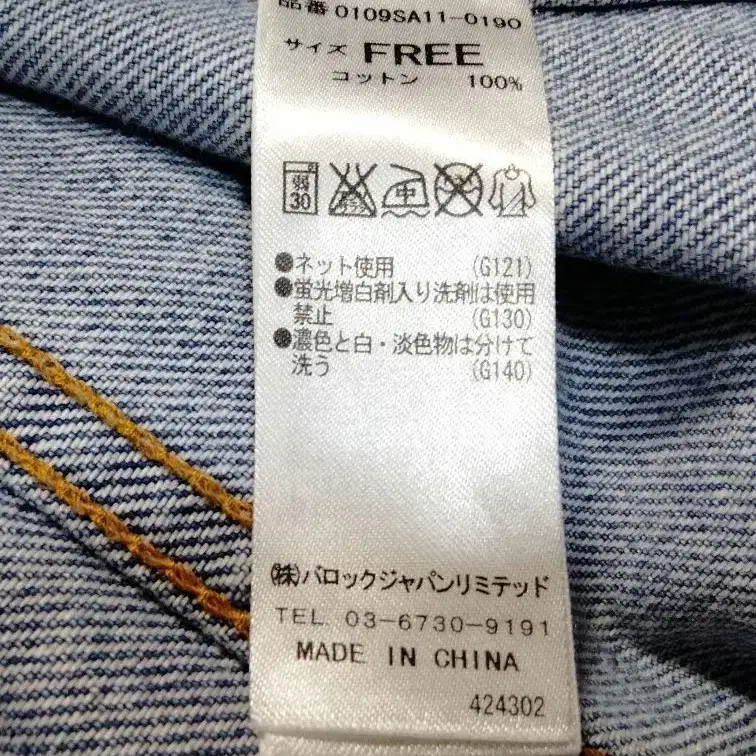 品番 0109SA11-0190
サイズ FREE
コットン 100%
弱
30
中
●ネット使用 (G121)
●蛍光増白剤入り洗剤は使用
禁止 (G130)
●濃色と白・淡色物は分けて
洗う (G140)
㈱バロックジャパンリミテッド
TEL. 03-6730-9191
MADE IN CHINA
424302